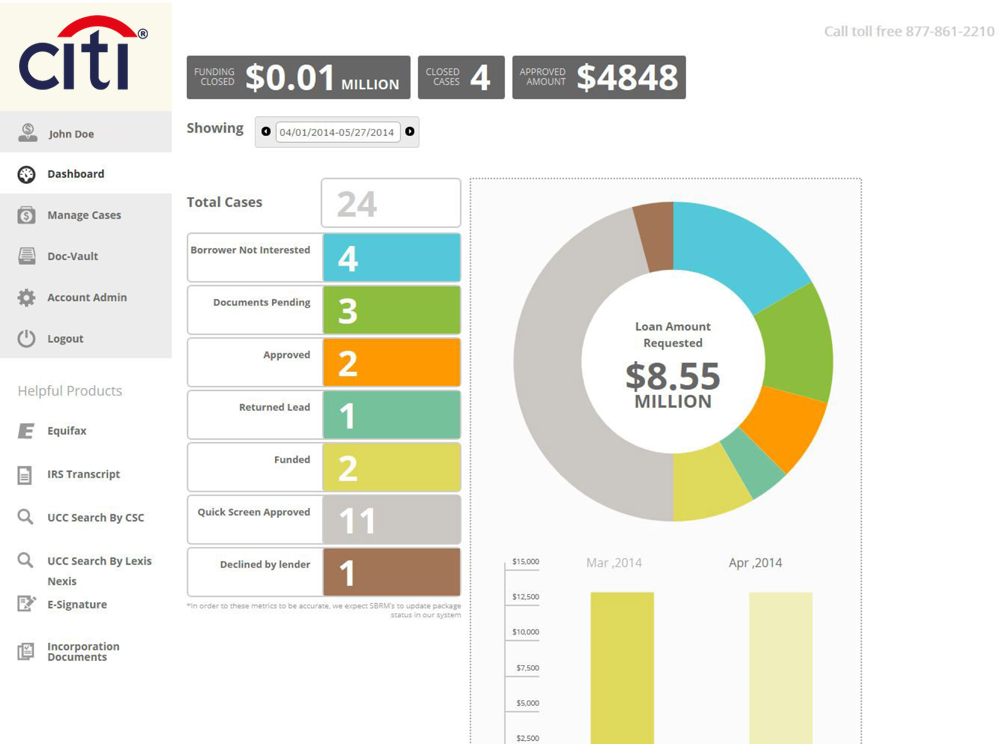 citi®
Call toll free 877-861-2210
FUNDING CLOSED $0.01 MILLION
CLOSED CASES 4
APPROVED AMOUNT $4848
John Doe
Dashboard
Manage Cases
Doc-Vault
Account Admin
Logout
Helpful Products
Equifax
IRS Transcript
UCC Search By CSC
UCC Search By Lexis
Nexis
E-Signature
Incorporation
Documents
Showing 04/01/2014-05/27/2014
Total Cases 24
Borrower Not Interested 4
Documents Pending 3
Approved 2
Returned Lead 1
Funded 2
Quick Screen Approved 11
Declined by lender 1
*In order to these metrics to be accurate, we expect SBRM's to update package
status in our system
Loan Amount
Requested
$8.55
MILLION
Mar ,2014 Apr ,2014
$15,000
$12,500
$10,000
$7,500
$5,000
$2,500